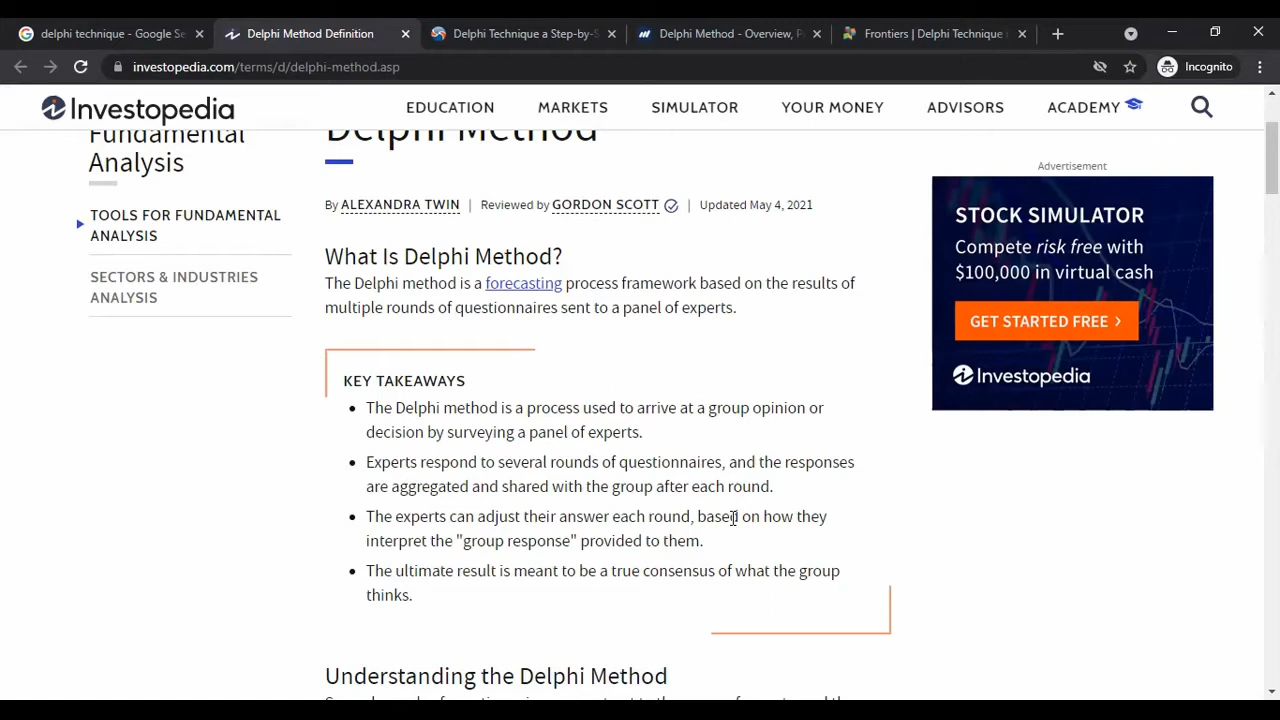 delphi technique - Google Se
Delphi Method Definition
Delphi Technique a Step-by-S
Delphi Method - Overview, P
Frontiers | Delphi Technique
investopedia.com/terms/d/delphi-method.asp
Incognito
Investopedia
EDUCATION
MARKETS
SIMULATOR
YOUR MONEY
ADVISORS
ACADEMY
Fundamental
Analysis
TOOLS FOR FUNDAMENTAL
ANALYSIS
SECTORS & INDUSTRIES
ANALYSIS
Delphi Method
By ALEXANDRA TWIN | Reviewed by GORDON SCOTT | Updated May 4, 2021
What Is Delphi Method?
The Delphi method is a forecasting process framework based on the results of
multiple rounds of questionnaires sent to a panel of experts.
KEY TAKEAWAYS
• The Delphi method is a process used to arrive at a group opinion or
decision by surveying a panel of experts.
• Experts respond to several rounds of questionnaires, and the responses
are aggregated and shared with the group after each round.
• The experts can adjust their answer each round, based on how they
interpret the "group response" provided to them.
• The ultimate result is meant to be a true consensus of what the group
thinks.
Understanding the Delphi Method
Advertisement
STOCK SIMULATOR
Compete risk free with
$100,000 in virtual cash
GET STARTED FREE >
Investopedia